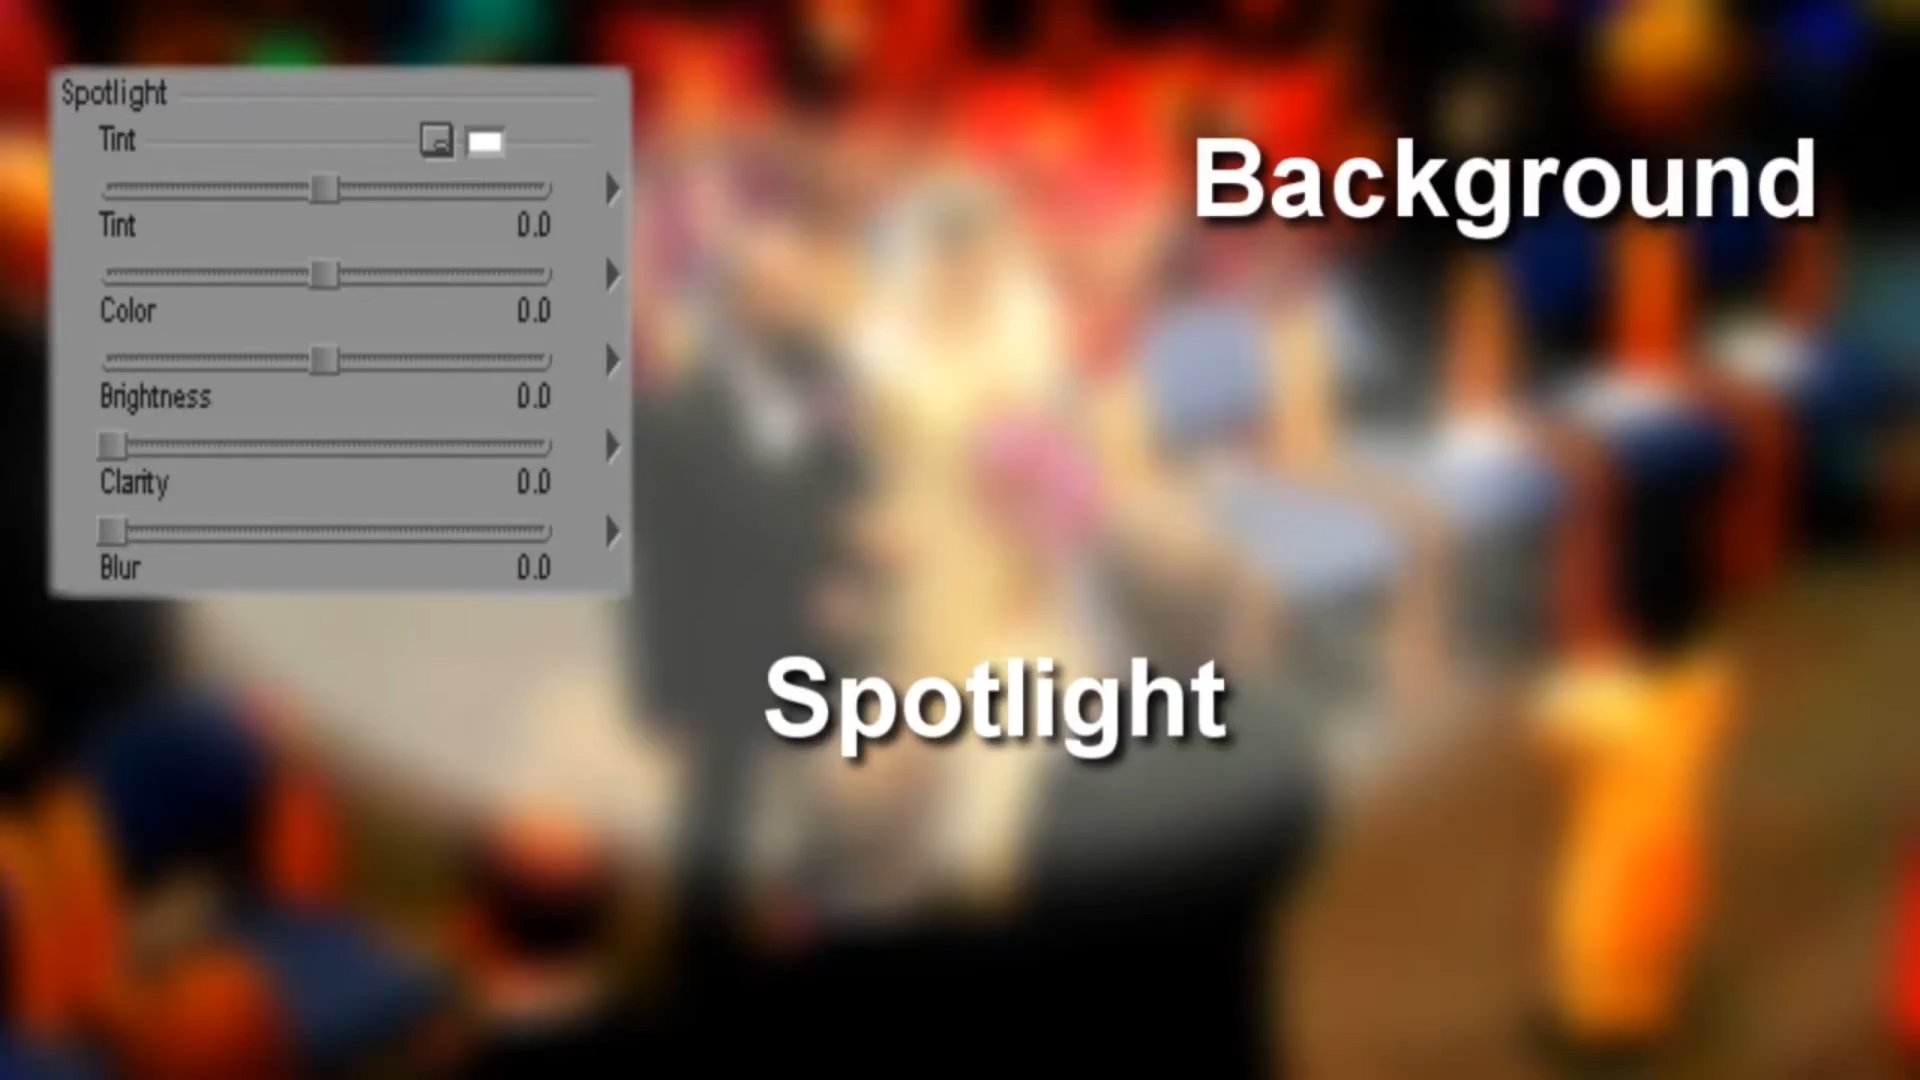 Spotlight
Tint
Tint 0.0
Color 0.0
Brightness 0.0
Clarity 0.0
Blur 0.0
Background
Spotlight